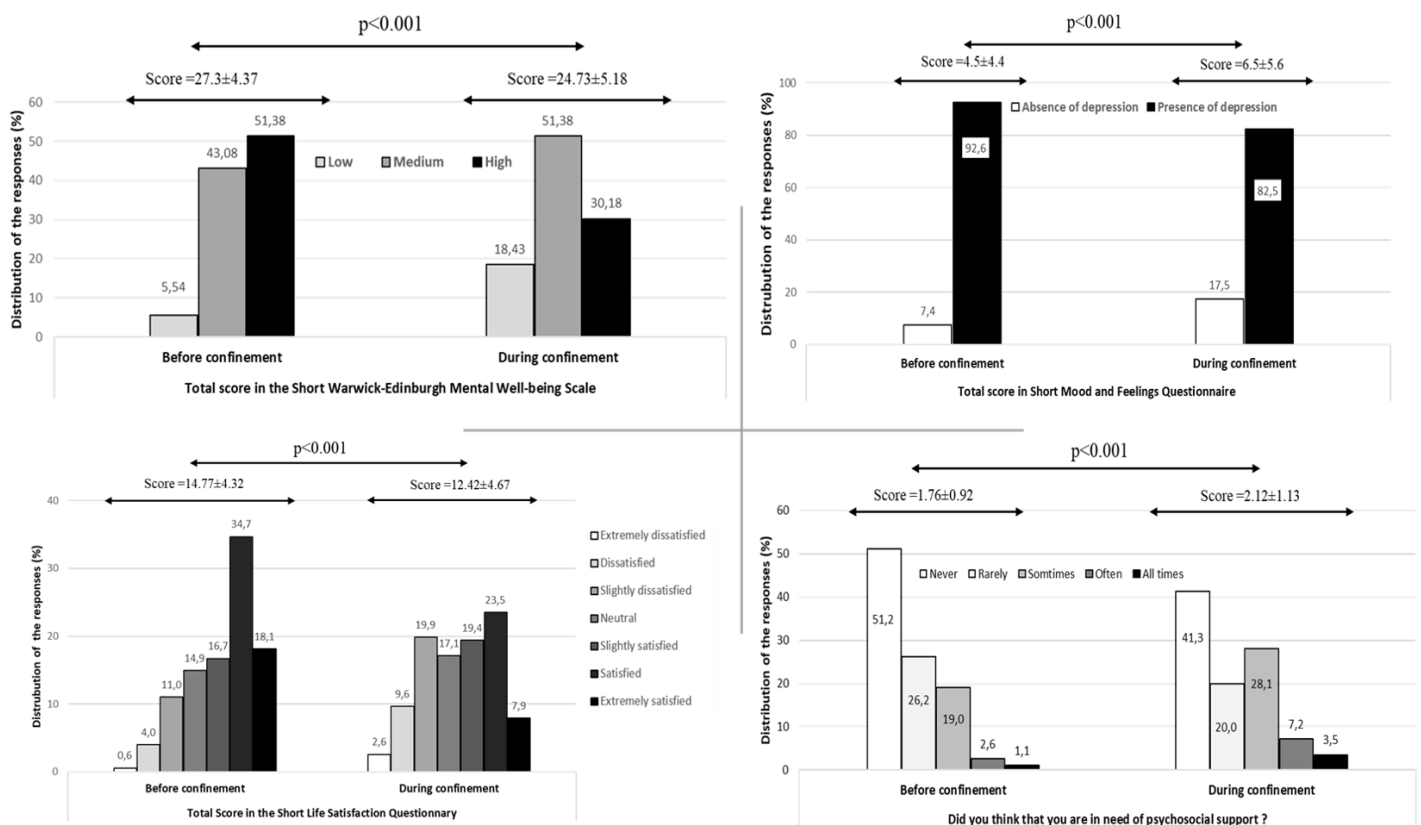 p<0.001
Score =27.3±4.37
Score =24.73±5.18
Distribution of the responses (%)
60
50
40
30
20
10
0
5,54
43,08
51,38
Low
Medium
High
18,43
51,38
30,18
Before confinement
During confinement
Total score in the Short Warwick-Edinburgh Mental Well-being Scale
p<0.001
Score =4.5±4.4
Score =6.5±5.6
Distrubution of the responses (%)
100
80
60
40
20
0
Absence of depression
Presence of depression
7,4
92,6
17,5
82,5
Before confinement
During confinement
Total score in Short Mood and Feelings Questionnaire
p<0.001
Score =14.77±4.32
Score =12.42±4.67
Distrubution of the responses (%)
40
30
20
10
0
0,6
4,0
11,0
14,9
16,7
34,7
18,1
2,6
9,6
19,9
17,1
19,4
23,5
7,9
Extremely dissatisfied
Dissatisfied
Slightly dissatisfied
Neutral
Slightly satisfied
Satisfied
Extremely satisfied
Before confinement
During confinement
Total Score in the Short Life Satisfaction Questionnary
p<0.001
Score =1.76±0.92
Score =2.12±1.13
Distribution of the responses (%)
60
50
40
30
20
10
0
Never
Rarely
Somtimes
Often
All times
51,2
26,2
19,0
2,6
1,1
41,3
20,0
28,1
7,2
3,5
Before confinement
During confinement
Did you think that you are in need of psychosocial support ?